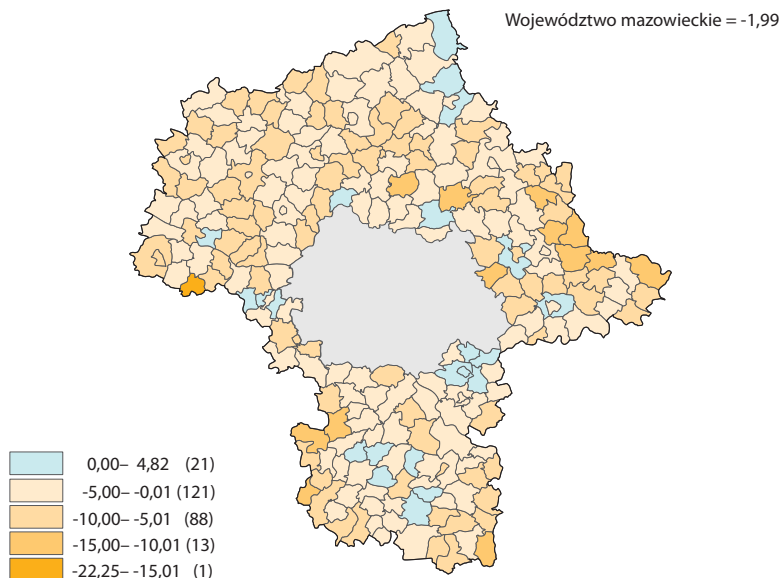 Województwo mazowieckie = -1,99
0,00– 4,82 (21)
-5,00– -0,01 (121)
-10,00– -5,01 (88)
-15,00– -10,01 (13)
-22,25– -15,01 (1)